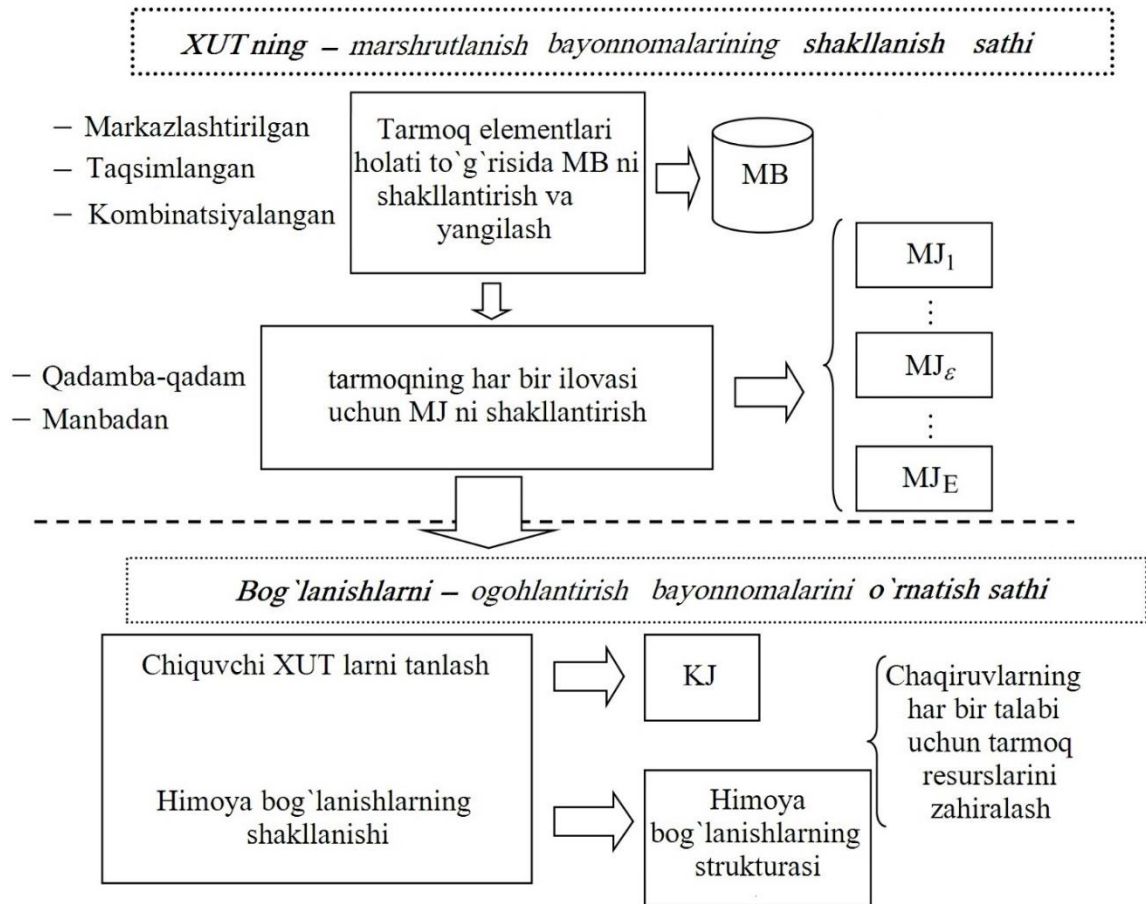 XUT ning – marshrutlanish bayonnomalarining shakllanish sathi
– Markazlashtirilgan
– Taqsimlangan
– Kombinatsiyalangan
Tarmoq elementlari
holati to`g`risida MB ni
shakllantirish va
yangilash
MB
MJ1
⋮
MJε
⋮
MJE
– Qadamba-qadam
– Manbadan
tarmoqning har bir ilovasi
uchun MJ ni shakllantirish
Bog`lanishlarni – ogohlantirish bayonnomalarini o`rnatish sathi
Chiquvchi XUT larni tanlash
KJ
Himoya bog`lanishlarning
shakllanishi
Himoya
bog`lanishlarning
strukturasi
Chaqiruvlarning
har bir talabi
uchun tarmoq
resurslarini
zahiralash